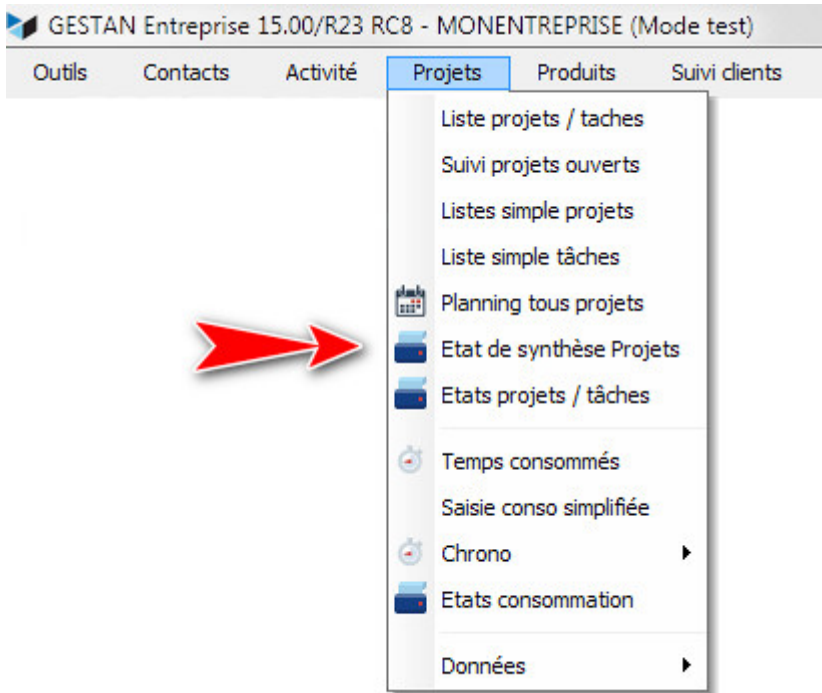 GESTAN Entreprise 15.00/R23 RC8 - MONENTREPRISE (Mode test)
Outils Contacts Activité Projets Produits Suivi clients
Liste projets / taches
Suivi projets ouverts
Listes simple projets
Liste simple tâches
Planning tous projets
Etat de synthèse Projets
Etats projets / tâches
Temps consommés
Saisie conso simplifiée
Chrono
Etats consommation
Données